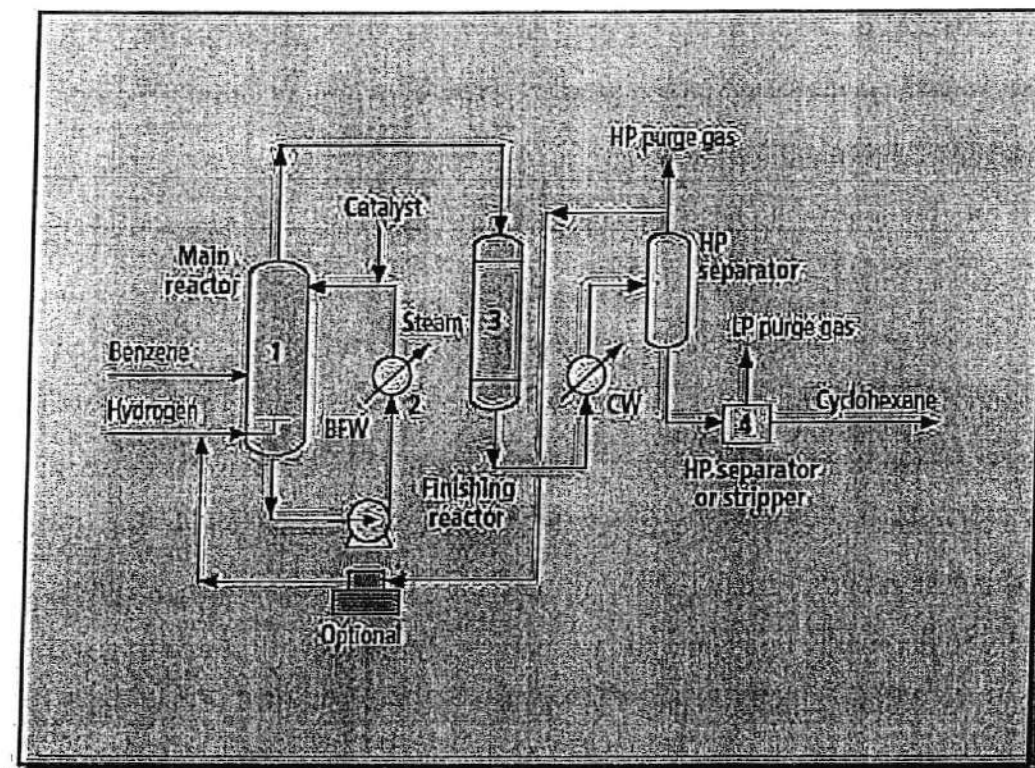 HP purge gas
Catalyst
Main
reactor
HP
separator
Steam
3
LP purge gas
Benzene
1
Cyclohexane
Hydrogen
BFW
2
CW
4
Finishing
reactor
HP separator
or stripper
Optional